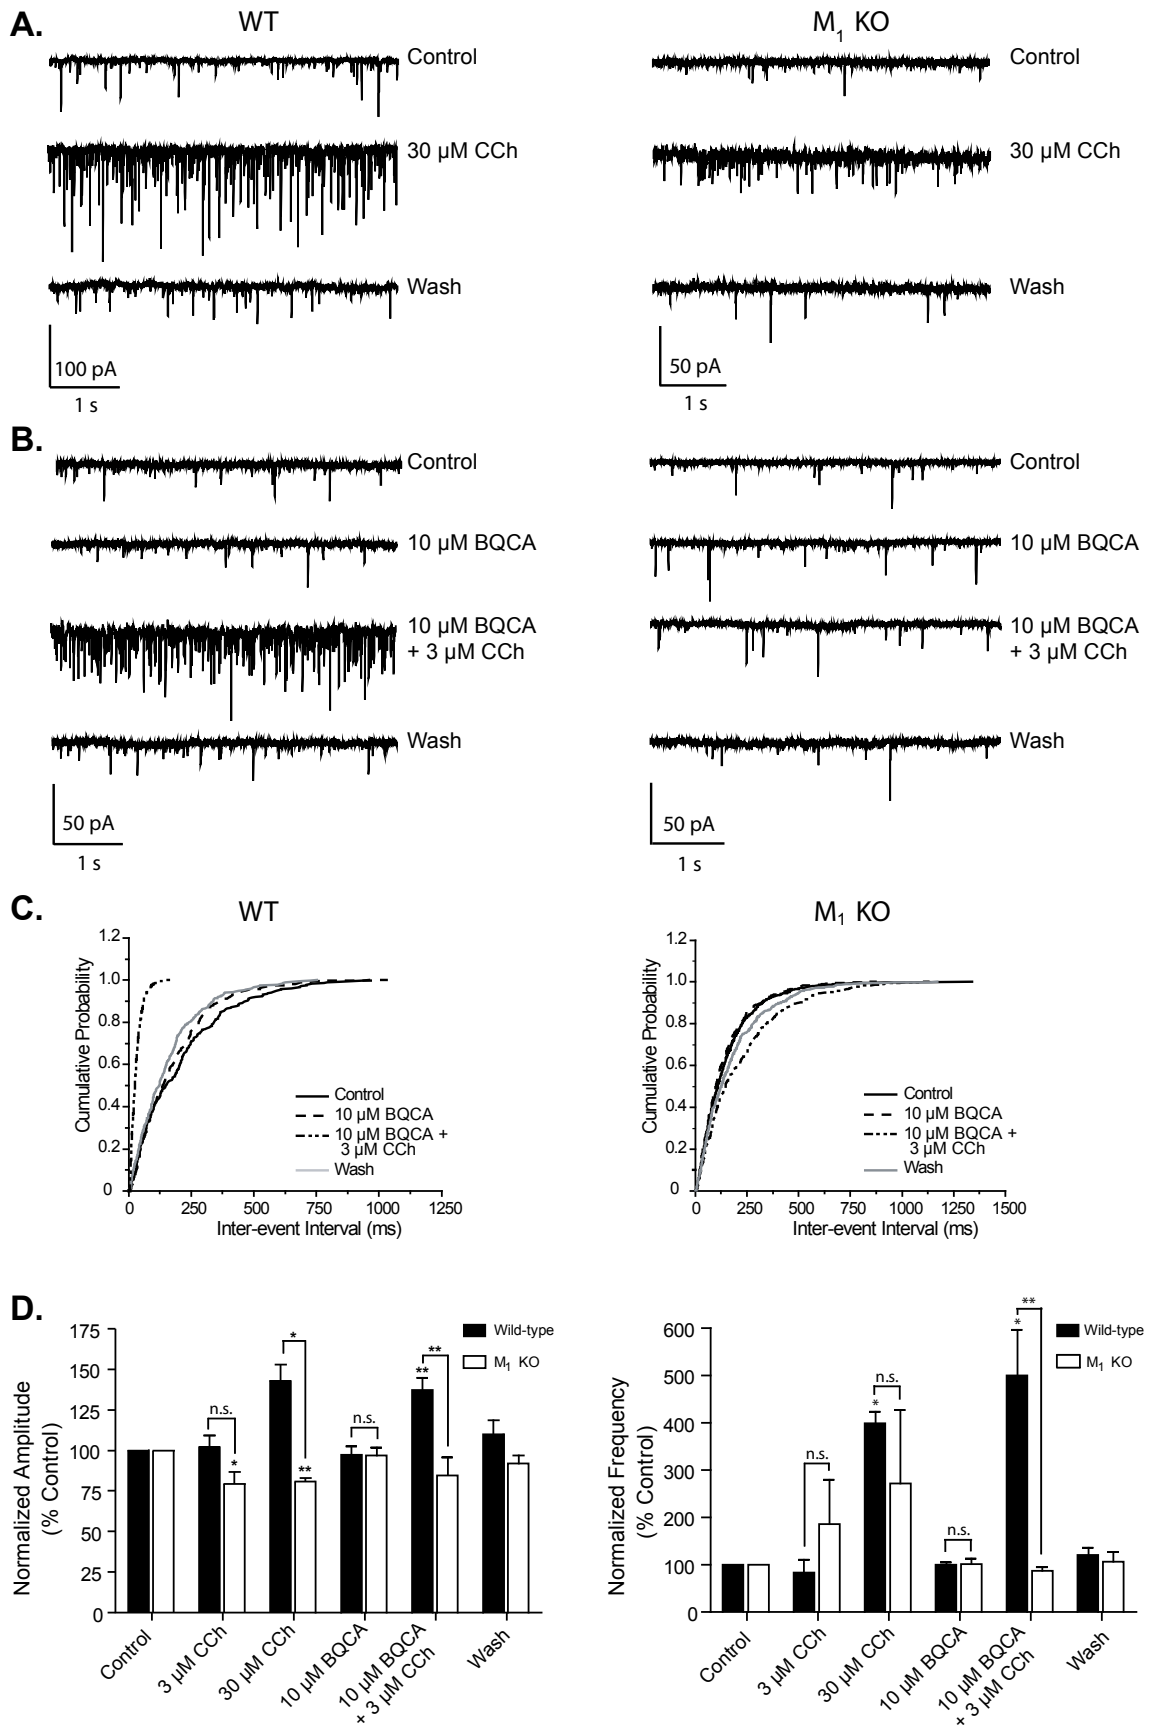 A.
WT
M1 KO
Control
Control
30 µM CCh
30 µM CCh
Wash
Wash
100 pA
1 s
50 pA
1 s
B.
Control
Control
10 µM BQCA
10 µM BQCA
10 µM BQCA
+ 3 µM CCh
10 µM BQCA
+ 3 µM CCh
Wash
Wash
50 pA
1 s
50 pA
1 s
C.
WT
Cumulative Probability
1.2
1.0
0.8
0.6
0.4
0.2
0
Control
10 µM BQCA
10 µM BQCA +
3 µM CCh
Wash
0 250 500 750 1000 1250
Inter-event Interval (ms)
M1 KO
Cumulative Probability
1.2
1.0
0.8
0.6
0.4
0.2
0
Control
10 µM BQCA
10 µM BQCA +
3 µM CCh
Wash
0 250 500 750 1000 1250 1500
Inter-event Interval (ms)
D.
Normalized Amplitude
(% Control)
175
150
125
100
75
50
25
0
Wild-type
M1 KO
n.s.
*
*
**
n.s.
**
**
Control
3 µM CCh
30 µM CCh
10 µM BQCA
10 µM BQCA
+ 3 µM CCh
Wash
Normalized Frequency
(% Control)
600
500
400
300
200
100
0
Wild-type
M1 KO
n.s.
n.s.
*
n.s.
**
*
Control
3 µM CCh
30 µM CCh
10 µM BQCA
10 µM BQCA
+ 3 µM CCh
Wash